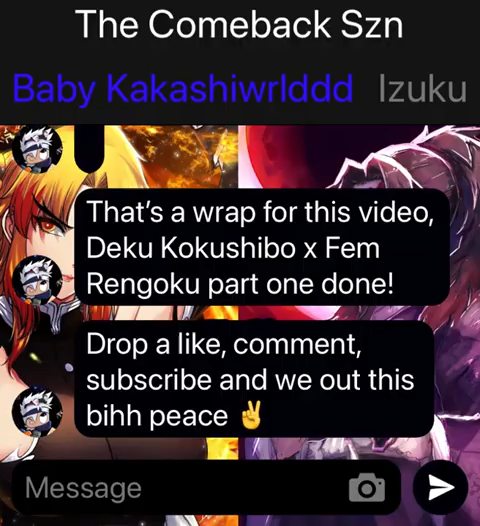 The Comeback Szn
Baby Kakashiwrlddd Izuku
That’s a wrap for this video,
Deku Kokushibo x Fem
Rengoku part one done!
Drop a like, comment,
subscribe and we out this
bihh peace ✌️
Message